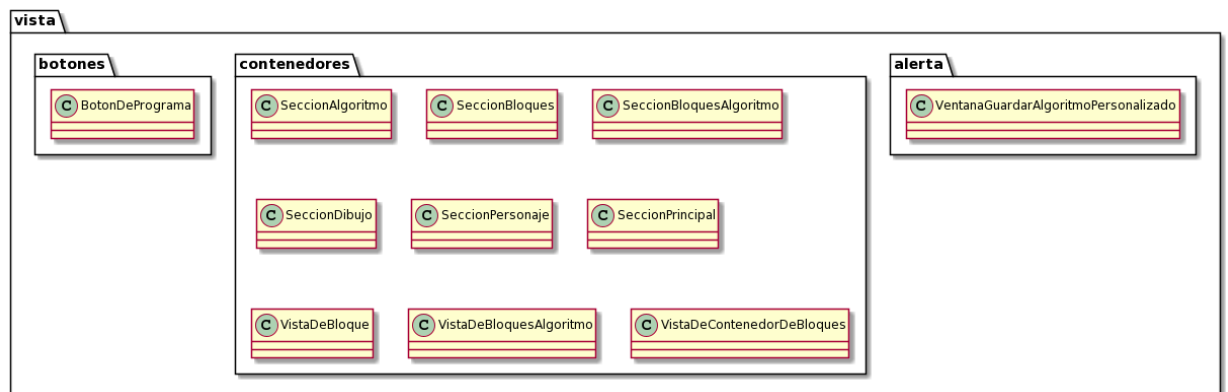 vista
botones
contenedores
alerta
C BotonDePrograma
C SeccionAlgoritmo
C SeccionBloques
C SeccionBloquesAlgoritmo
C VentanaGuardarAlgoritmoPersonalizado
C SeccionDibujo
C SeccionPersonaje
C SeccionPrincipal
C VistaDeBloque
C VistaDeBloquesAlgoritmo
C VistaDeContenedorDeBloques